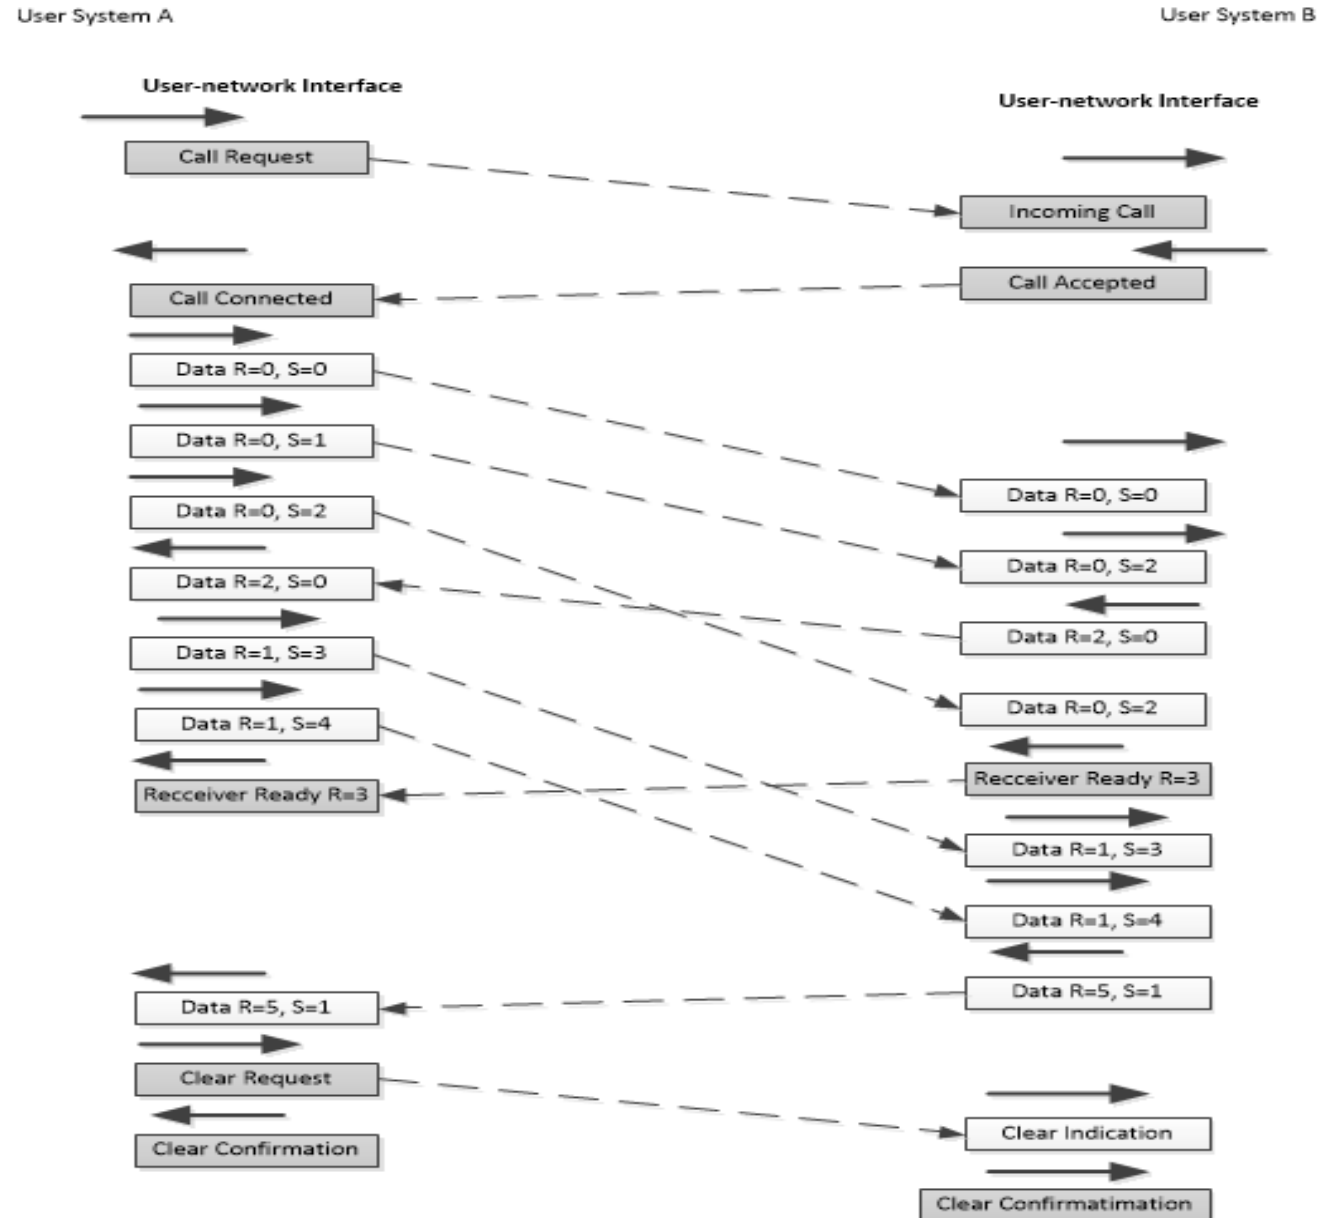 User System A
User System B
User-network Interface
User-network Interface
Call Request
Incoming Call
Call Connected
Call Accepted
Data R=0, S=0
Data R=0, S=1
Data R=0, S=0
Data R=0, S=2
Data R=0, S=2
Data R=2, S=0
Data R=2, S=0
Data R=1, S=3
Data R=0, S=2
Data R=1, S=4
Recceiver Ready R=3
Recceiver Ready R=3
Data R=1, S=3
Data R=1, S=4
Data R=5, S=1
Data R=5, S=1
Clear Request
Clear Indication
Clear Confirmation
Clear Confirmatimation